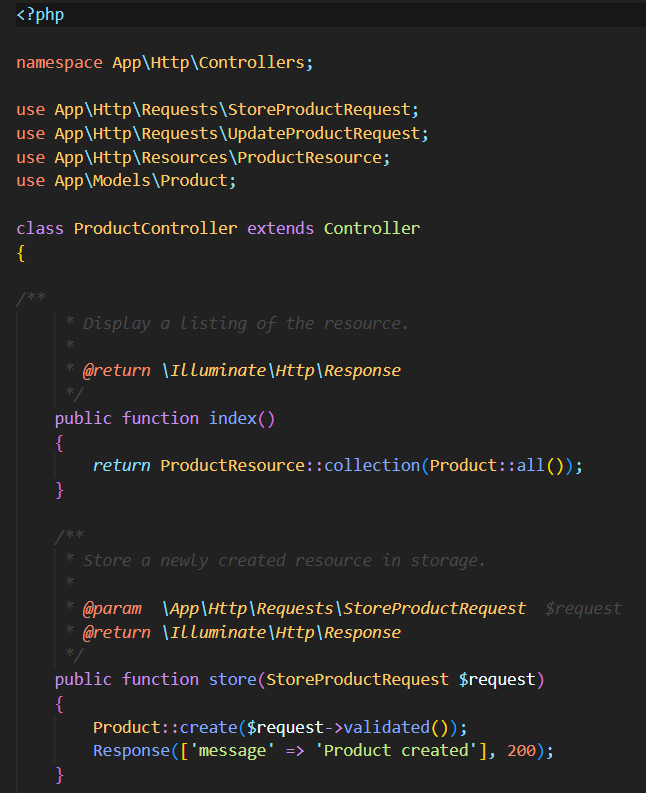 <?php
namespace App\Http\Controllers;
use App\Http\Requests\StoreProductRequest;
use App\Http\Requests\UpdateProductRequest;
use App\Http\Resources\ProductResource;
use App\Models\Product;
class ProductController extends Controller
{
/**
     * Display a listing of the resource.
     *
     * @return \Illuminate\Http\Response
     */
    public function index()
    {
        return ProductResource::collection(Product::all());
    }
    /**
     * Store a newly created resource in storage.
     *
     * @param  \App\Http\Requests\StoreProductRequest  $request
     * @return \Illuminate\Http\Response
     */
    public function store(StoreProductRequest $request)
    {
        Product::create($request->validated());
        Response(['message' => 'Product created'], 200);
    }